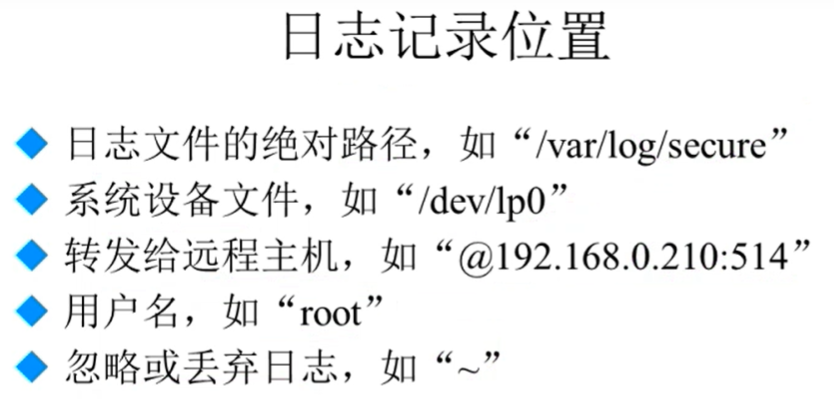 日志记录位置
日志文件的绝对路径，如“/var/log/secure”
系统设备文件，如“/dev/lp0”
转发给远程主机，如“@192.168.0.210:514”
用户名，如“root”
忽略或丢弃日志，如“~”